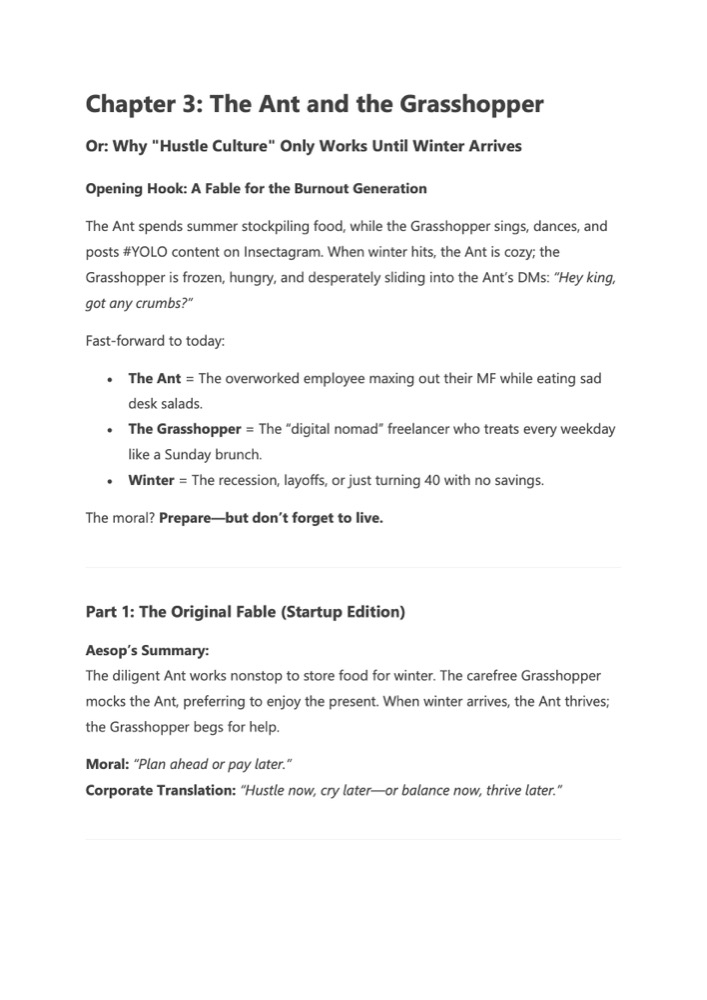 Chapter 3: The Ant and the Grasshopper
Or: Why "Hustle Culture" Only Works Until Winter Arrives
Opening Hook: A Fable for the Burnout Generation
The Ant spends summer stockpiling food, while the Grasshopper sings, dances, and
posts #YOLO content on Insectagram. When winter hits, the Ant is cozy; the
Grasshopper is frozen, hungry, and desperately sliding into the Ant’s DMs: “Hey king,
got any crumbs?”
Fast-forward to today:
• The Ant = The overworked employee maxing out their MF while eating sad
desk salads.
• The Grasshopper = The “digital nomad” freelancer who treats every weekday
like a Sunday brunch.
• Winter = The recession, layoffs, or just turning 40 with no savings.
The moral? Prepare—but don’t forget to live.
Part 1: The Original Fable (Startup Edition)
Aesop’s Summary:
The diligent Ant works nonstop to store food for winter. The carefree Grasshopper
mocks the Ant, preferring to enjoy the present. When winter arrives, the Ant thrives;
the Grasshopper begs for help.
Moral: “Plan ahead or pay later.”
Corporate Translation: “Hustle now, cry later—or balance now, thrive later.”